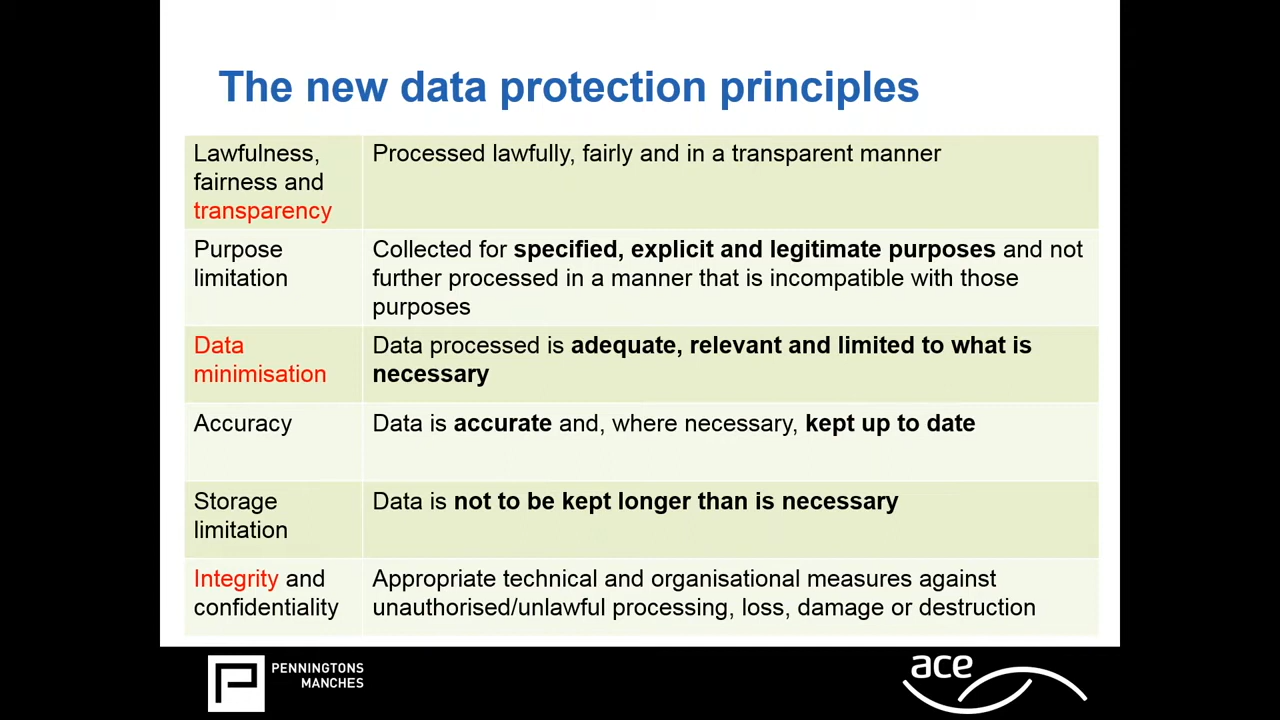 The new data protection principles
Lawfulness,
fairness and
transparency
Processed lawfully, fairly and in a transparent manner
Purpose
limitation
Collected for specified, explicit and legitimate purposes and not
further processed in a manner that is incompatible with those
purposes
Data
minimisation
Data processed is adequate, relevant and limited to what is
necessary
Accuracy
Data is accurate and, where necessary, kept up to date
Storage
limitation
Data is not to be kept longer than is necessary
Integrity and
confidentiality
Appropriate technical and organisational measures against
unauthorised/unlawful processing, loss, damage or destruction
PENNINGTONS
MANCHES
ace